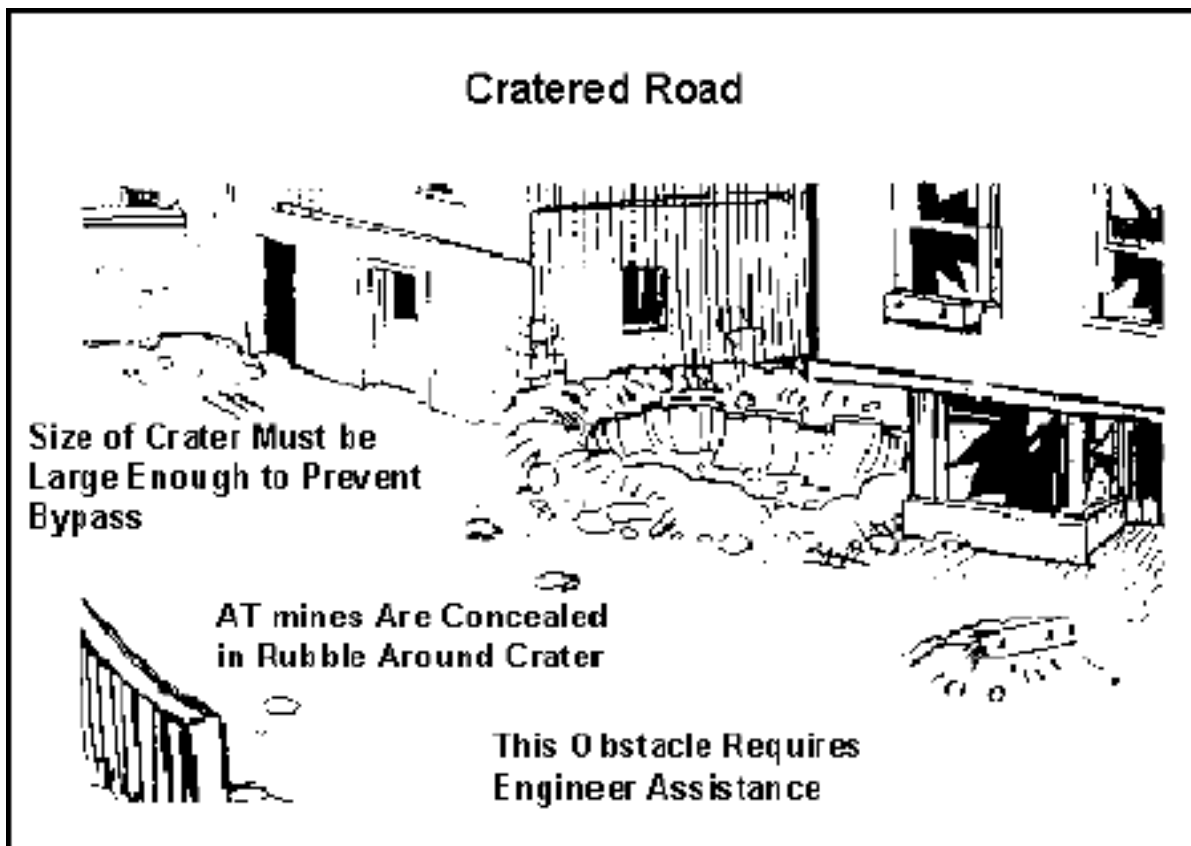 Cratered Road
Size of Crater Must be
Large Enough to Prevent
Bypass
AT mines Are Concealed
in Rubble Around Crater
This Obstacle Requires
Engineer Assistance